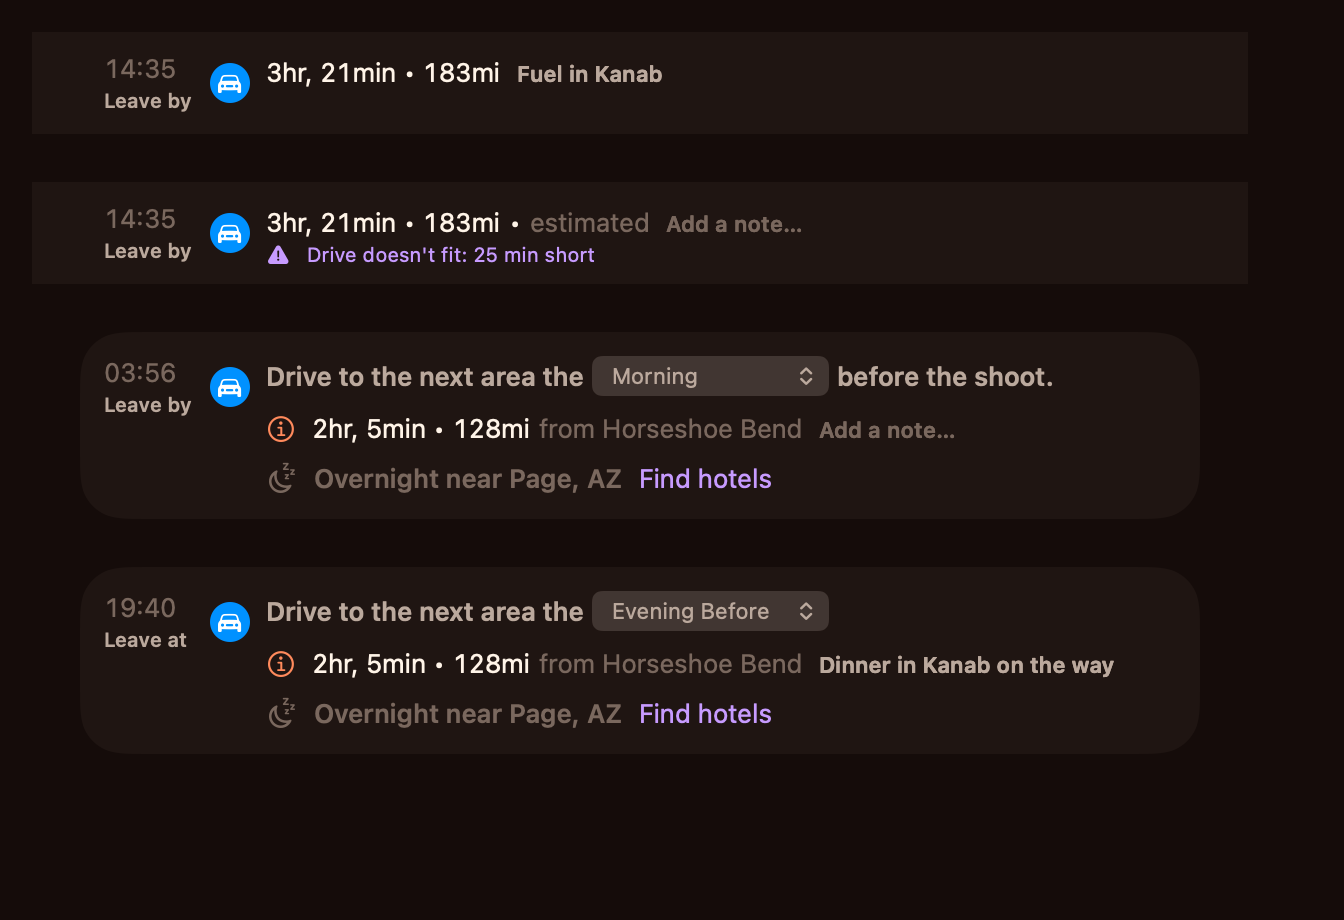 14:35 3hr, 21min • 183mi Fuel in Kanab
Leave by
14:35 3hr, 21min • 183mi • estimated Add a note...
Leave by Drive doesn't fit: 25 min short
03:56 Drive to the next area the Morning before the shoot.
Leave by
2hr, 5min • 128mi from Horseshoe Bend Add a note...
Overnight near Page, AZ Find hotels
19:40 Drive to the next area the Evening Before
Leave at
2hr, 5min • 128mi from Horseshoe Bend Dinner in Kanab on the way
Overnight near Page, AZ Find hotels